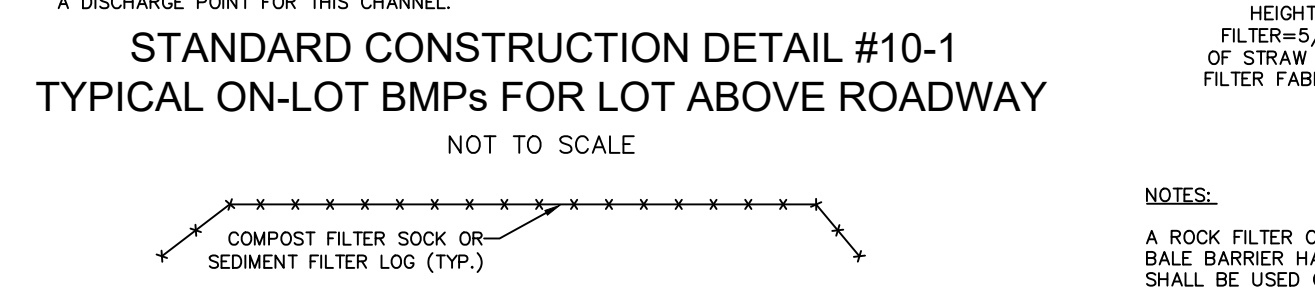 A DISCHARGE POINT FOR THIS CHANNEL.
STANDARD CONSTRUCTION DETAIL #10-1
TYPICAL ON-LOT BMPs FOR LOT ABOVE ROADWAY
NOT TO SCALE
COMPOST FILTER SOCK OR
SEDIMENT FILTER LOG (TYP.)
HEIGHT
FILTER=5/
OF STRAW
FILTER
NOTES:
A ROCK FILTER
BALE BARRIER
SHALL BE USED